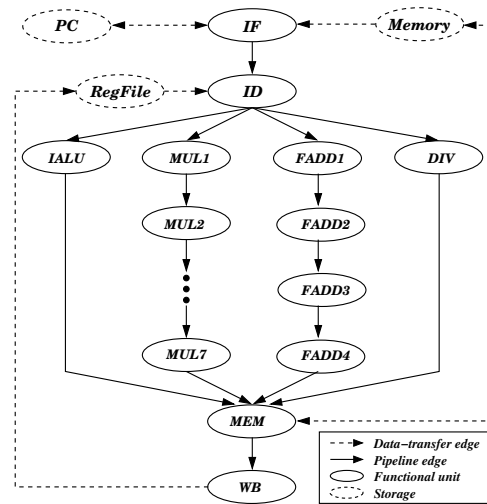 PC
IF
Memory
RegFile
ID
IALU
MUL1
FADD1
DIV
MUL2
FADD2
FADD3
MUL7
FADD4
MEM
WB
Data-transfer edge
Pipeline edge
Functional unit
Storage